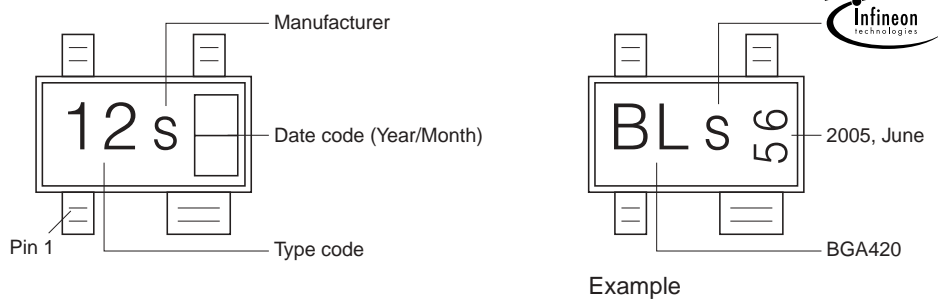 Manufacturer
Infineon
technologies
12 s
BL s 56
Date code (Year/Month)
2005, June
Pin 1
Type code
BGA420
Example